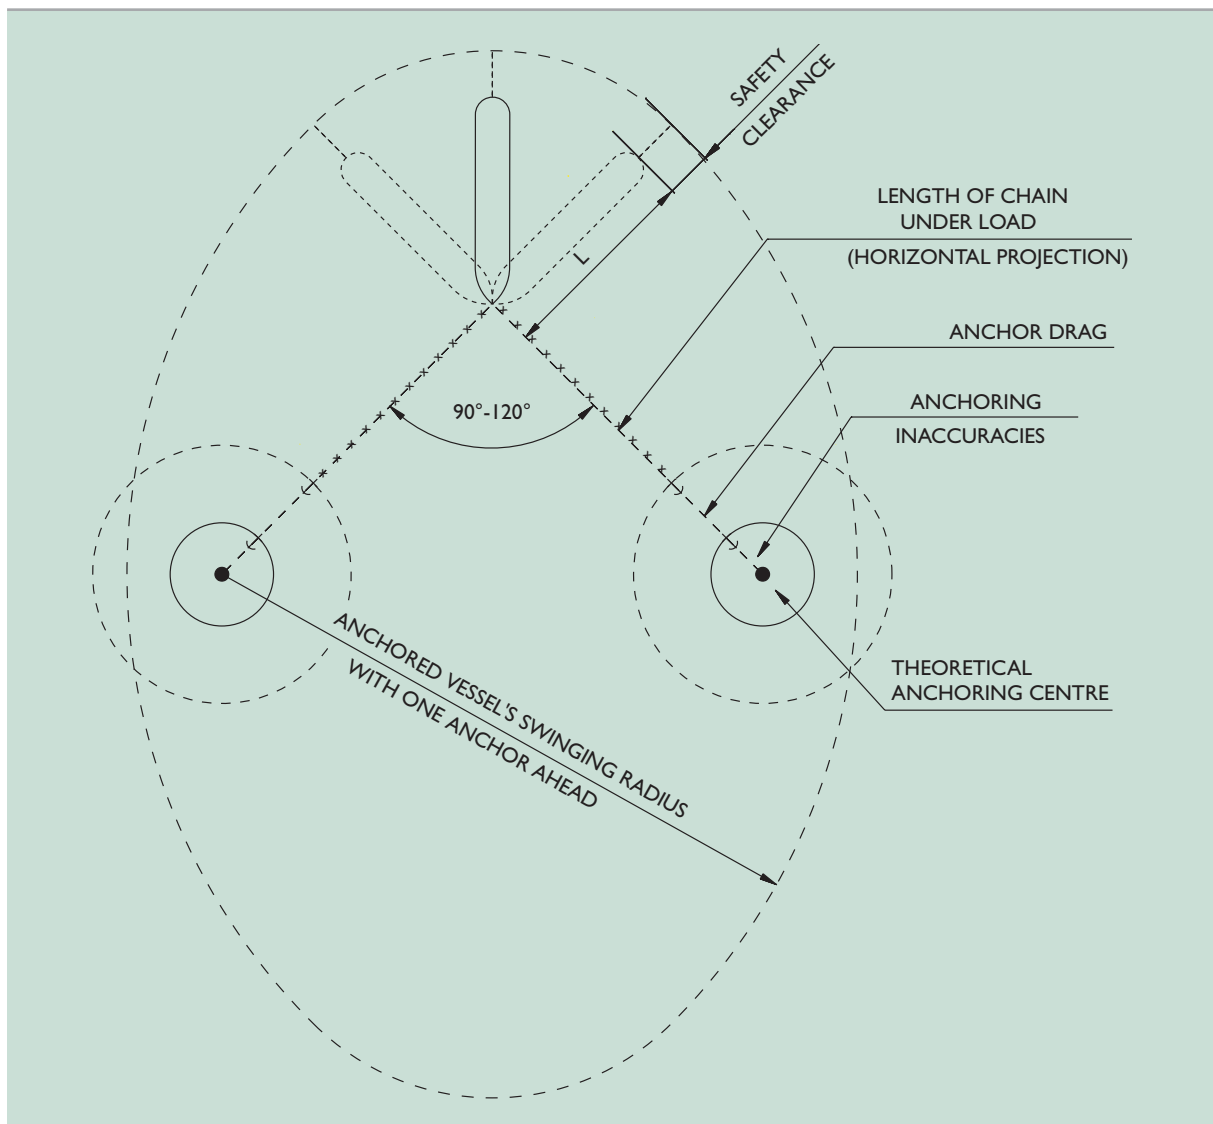 SAFETY
CLEARANCE
LENGTH OF CHAIN
UNDER LOAD
(HORIZONTAL PROJECTION)
L
ANCHOR DRAG
90°-120°
ANCHORING
INACCURACIES
ANCHORED VESSEL'S SWINGING RADIUS
WITH ONE ANCHOR AHEAD
THEORETICAL
ANCHORING CENTRE